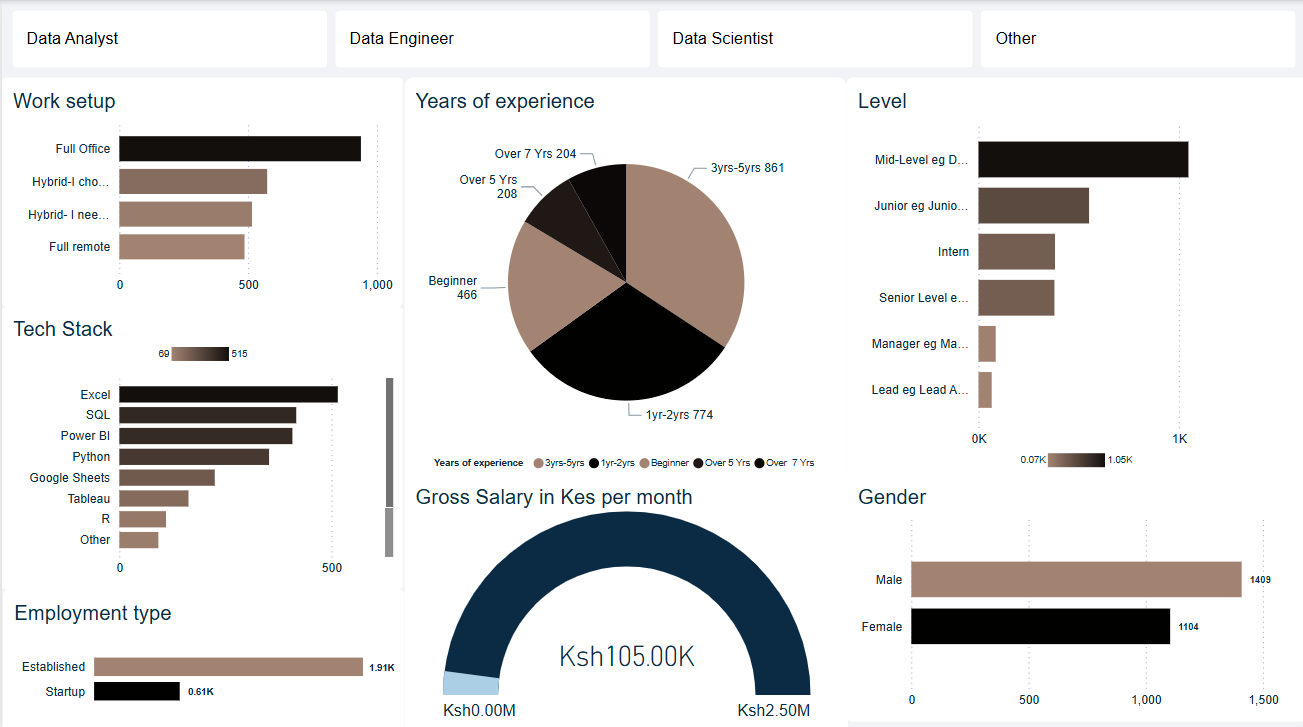 Data Analyst
Data Engineer
Data Scientist
Other
Work setup
Full Office
Hybrid-I cho...
Hybrid- I nee...
Full remote
0 500 1,000
Tech Stack
69 515
Excel
SQL
Power BI
Python
Google Sheets
Tableau
R
Other
0 500
Employment type
Established 1.91K
Startup 0.61K
Years of experience
Over 7 Yrs 204
3yrs-5yrs 861
Over 5 Yrs
208
Beginner
466
1yr-2yrs 774
Years of experience 3yrs-5yrs 1yr-2yrs Beginner Over 5 Yrs Over 7 Yrs
Gross Salary in Kes per month
Ksh105.00K
Ksh0.00M Ksh2.50M
Level
Mid-Level eg D...
Junior eg Junio...
Intern
Senior Level e...
Manager eg Ma...
Lead eg Lead A...
0K 1K
0.07K 1.05K
Gender
Male 1409
Female 1104
0 500 1,000 1,500